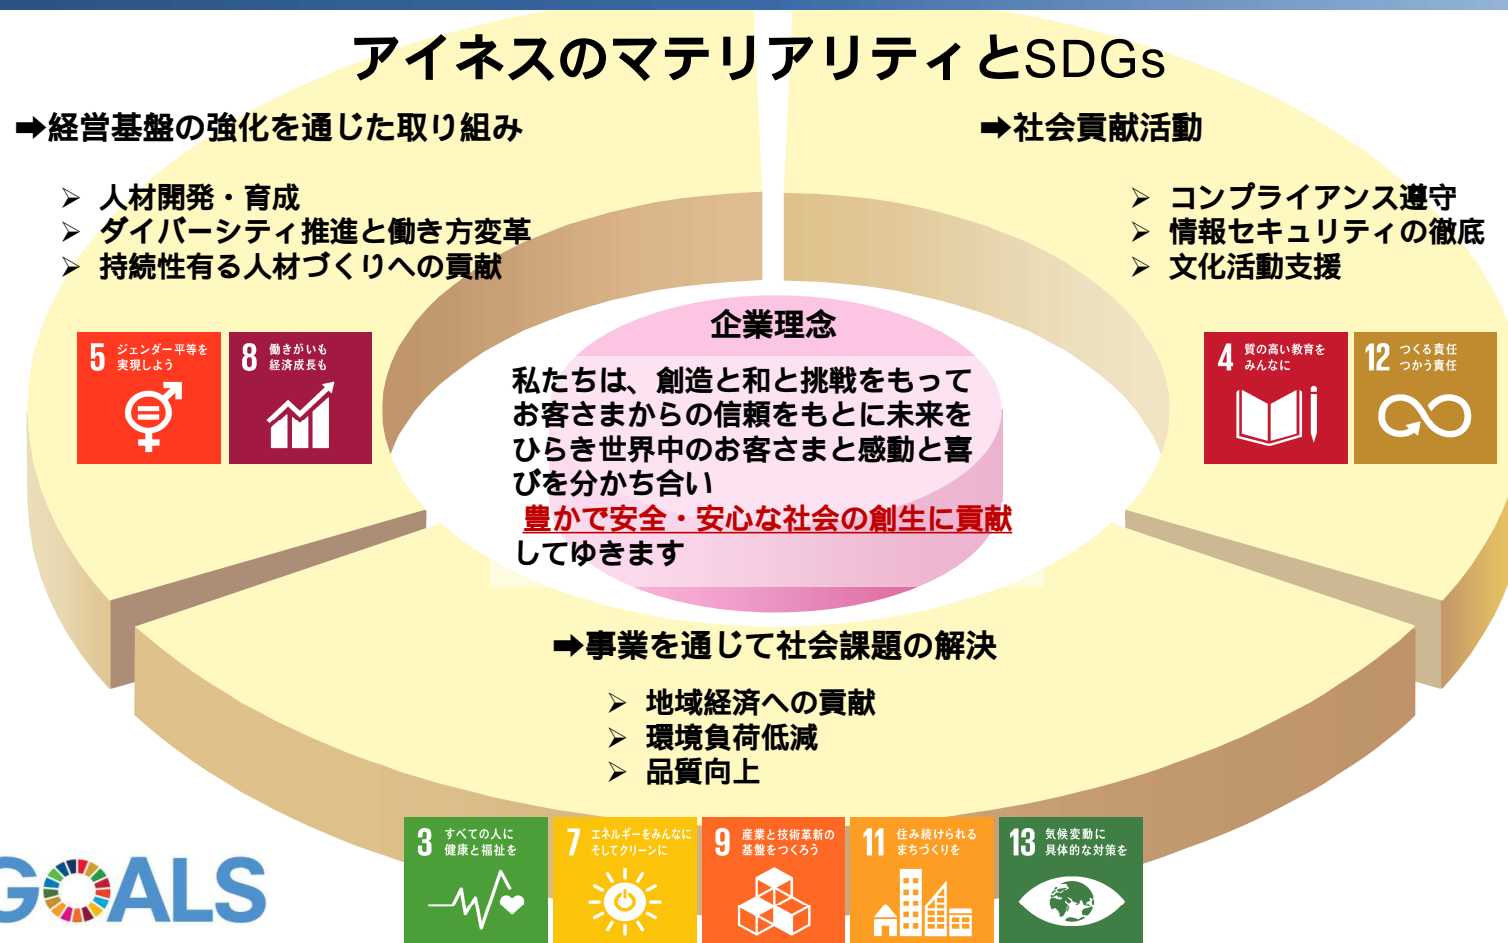 アイネスのマテリアリティとSDGs
➡経営基盤の強化を通じた取り組み
➢ 人材開発・育成
➢ ダイバーシティ推進と働き方変革
➢ 持続性有る人材づくりへの貢献
5 ジェンダー平等を
実現しよう
8 働きがいも
経済成長も
➡社会貢献活動
➢ コンプライアンス遵守
➢ 情報セキュリティの徹底
➢ 文化活動支援
4 質の高い教育を
みんなに
12 つくる責任
つかう責任
企業理念
私たちは、創造と和と挑戦をもって
お客さまからの信頼をもとに未来を
ひらき世界中のお客さまと感動と喜
びを分かち合い
豊かで安全・安心な社会の創生に貢献
してゆきます
➡事業を通じて社会課題の解決
➢ 地域経済への貢献
➢ 環境負荷低減
➢ 品質向上
3 すべての人に
健康と福祉を
7 エネルギーをみんなに
そしてクリーンに
9 産業と技術革新の
基盤をつくろう
11 住み続けられる
まちづくりを
13 気候変動に
具体的な対策を
GOALS